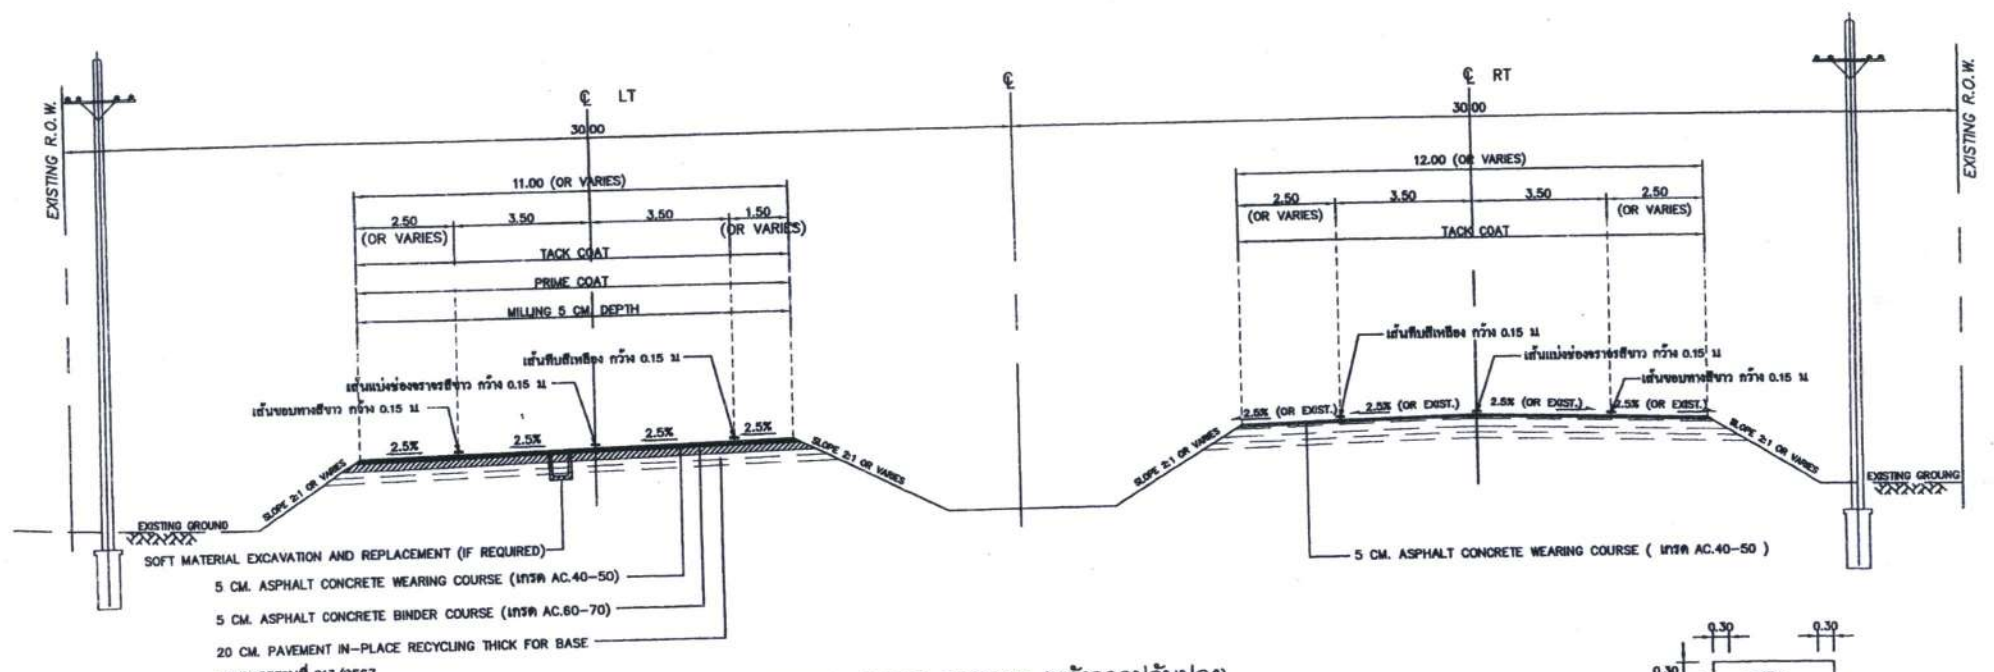 EXISTING R.O.W.
℄ LT
℄
℄ RT
EXISTING R.O.W.
30.00
30.00
11.00 (OR VARIES)
2.50
(OR VARIES)
3.50
3.50
1.50
(OR VARIES)
TACK COAT
PRIME COAT
MILLING 5 CM. DEPTH
เส้นทึบสีเหลือง กว้าง 0.15 ม
เส้นแบ่งช่องจราจรสีขาว กว้าง 0.15 ม
เส้นขอบทางสีขาว กว้าง 0.15 ม
2.5%
2.5%
2.5%
2.5%
SLOPE 2:1 OR VARIES
SLOPE 2:1 OR VARIES
EXISTING GROUND
SOFT MATERIAL EXCAVATION AND REPLACEMENT (IF REQUIRED)
5 CM. ASPHALT CONCRETE WEARING COURSE (เกรด AC.40-50)
5 CM. ASPHALT CONCRETE BINDER COURSE (เกรด AC.60-70)
20 CM. PAVEMENT IN-PLACE RECYCLING THICK FOR BASE
12.00 (OR VARIES)
2.50
(OR VARIES)
3.50
3.50
2.50
(OR VARIES)
TACK COAT
เส้นทึบสีเหลือง กว้าง 0.15 ม
เส้นแบ่งช่องจราจรสีขาว กว้าง 0.15 ม
เส้นขอบทางสีขาว กว้าง 0.15 ม
2.5% (OR EXIST.)
2.5% (OR EXIST.)
2.5% (OR EXIST.)
2.5% (OR EXIST.)
SLOPE 2:1 OR VARIES
SLOPE 2:1 OR VARIES
EXISTING GROUND
5 CM. ASPHALT CONCRETE WEARING COURSE ( เกรด AC.40-50 )
0.30
0.30
0.30